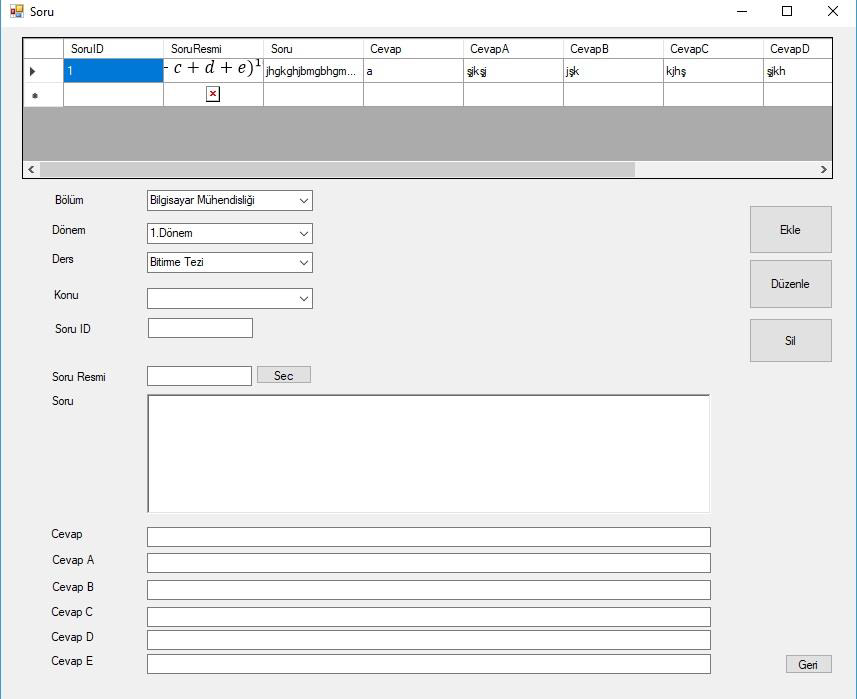 Soru
SoruID SoruResmi Soru Cevap CevapA CevapB CevapC CevapD
1 - c + d + e)¹ jhgkghjbmgbhgm... a şjkşj jşk kjhş şjkh
Bölüm Bilgisayar Mühendisliği
Dönem 1.Dönem
Ders Bitirme Tezi
Konu
Soru ID
Soru Resmi Sec
Soru
Cevap
Cevap A
Cevap B
Cevap C
Cevap D
Cevap E
Ekle
Düzenle
Sil
Geri